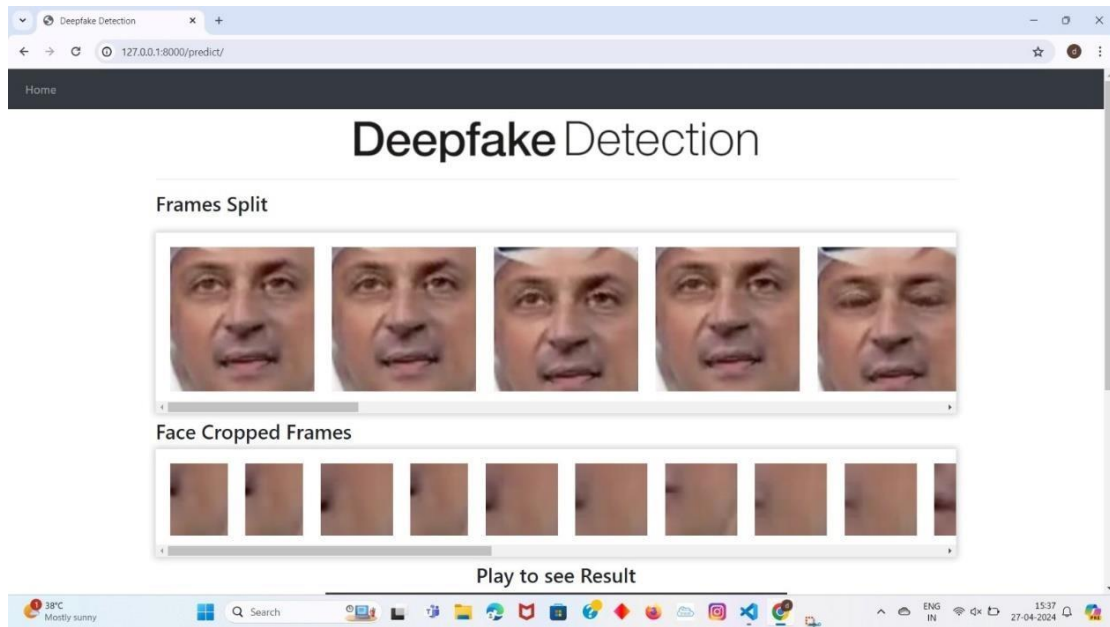 Deepfake Detection
127.0.0.1:8000/predict/
d
Home
Deepfake Detection
Frames Split
Face Cropped Frames
Play to see Result
1
38°C
Mostly sunny
Search
ENG
IN
15:37
27-04-2024